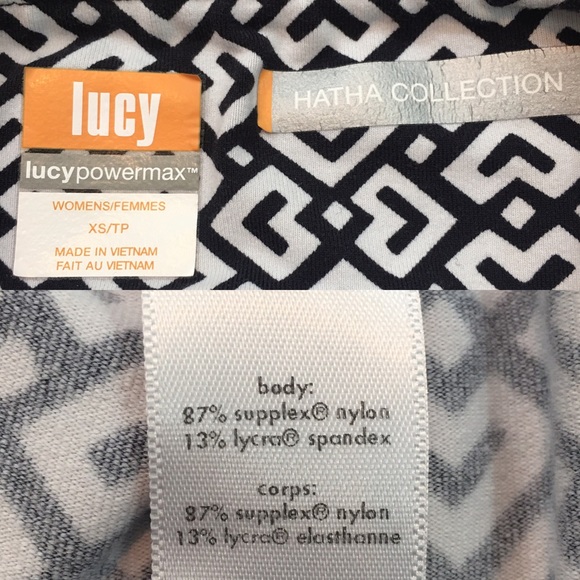 lucy
lucypowermax™
WOMENS/FEMMES
XS/TP
MADE IN VIETNAM
FAIT AU VIETNAM
HATHA COLLECTION
body:
87% supplex® nylon
13% lycra® spandex
corps:
87% supplex® nylon
13% lycra® elasthanne